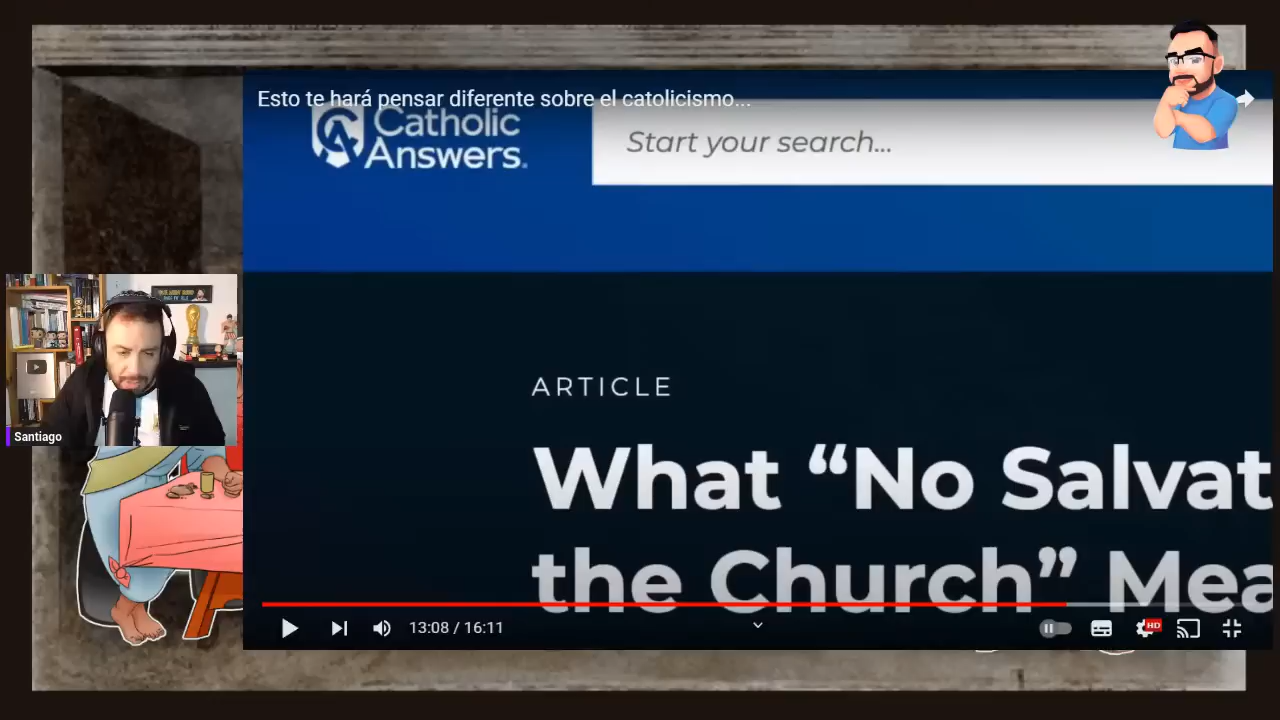 Esto te hará pensar diferente sobre el catolicismo...
Catholic
Answers.
Start your search...
ARTICLE
What “No Salvat
the Church” Mea
Santiago
13:08 / 16:11
HD